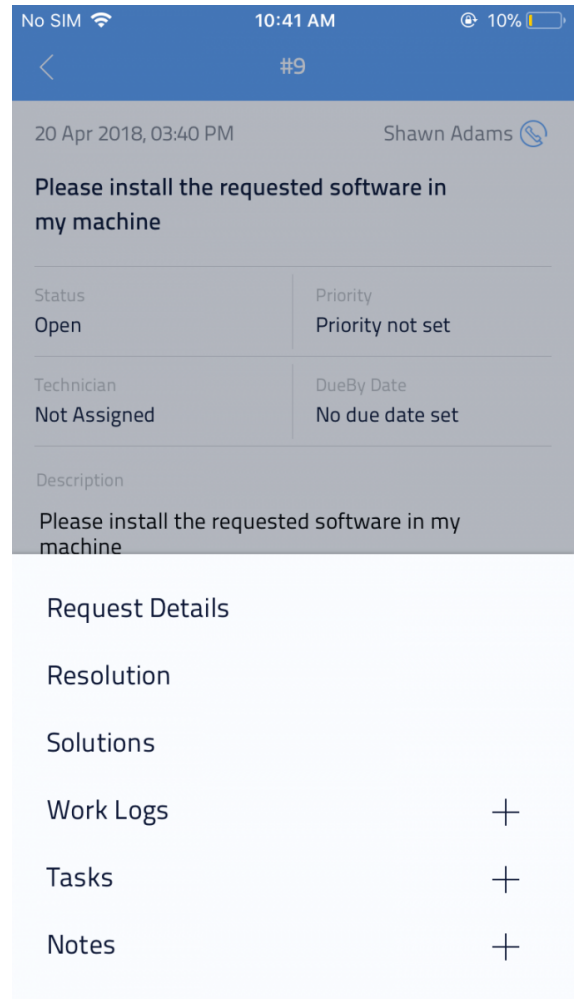 No SIM 10:41 AM 10%
#9
20 Apr 2018, 03:40 PM Shawn Adams
Please install the requested software in
my machine
Status Priority
Open Priority not set
Technician DueBy Date
Not Assigned No due date set
Description
Please install the requested software in my
machine
Request Details
Resolution
Solutions
Work Logs
Tasks
Notes